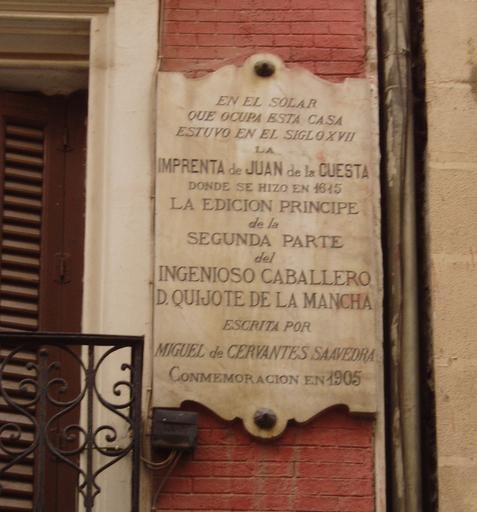 EN EL SOLAR
QUE OCUPA ESTA CASA
ESTUVO EN EL SIGLO XVII
LA
IMPRENTA de JUAN de la CUESTA
DONDE SE HIZO EN 1615
LA EDICION PRINCIPE
de la
SEGUNDA PARTE
del
INGENIOSO CABALLERO
D. QUIJOTE DE LA MANCHA
ESCRITA POR
MIGUEL de CERVANTES SAAVEDRA
CONMEMORACION EN 1905